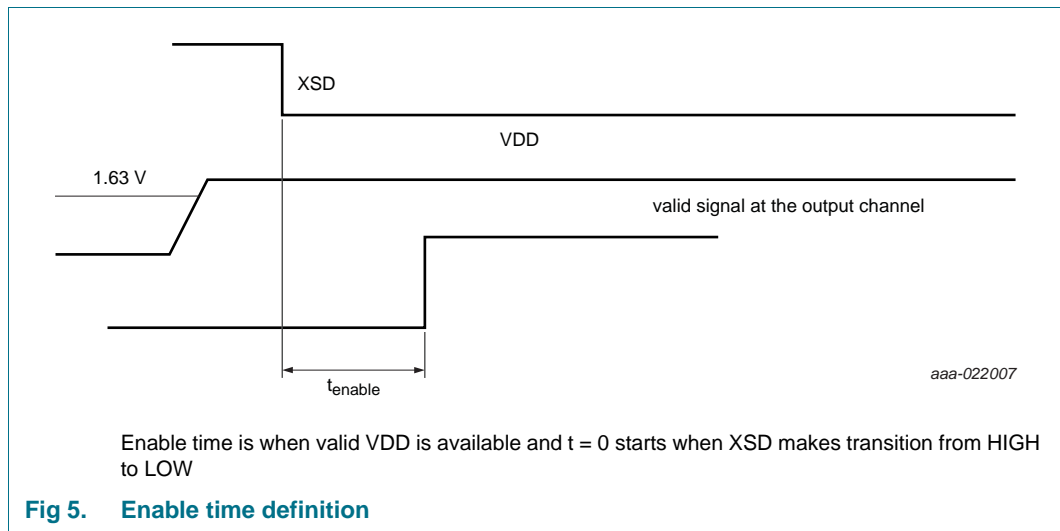 XSD
VDD
1.63 V
valid signal at the output channel
tenable
aaa-022007
Enable time is when valid VDD is available and t = 0 starts when XSD makes transition from HIGH
to LOW
Fig 5. Enable time definition